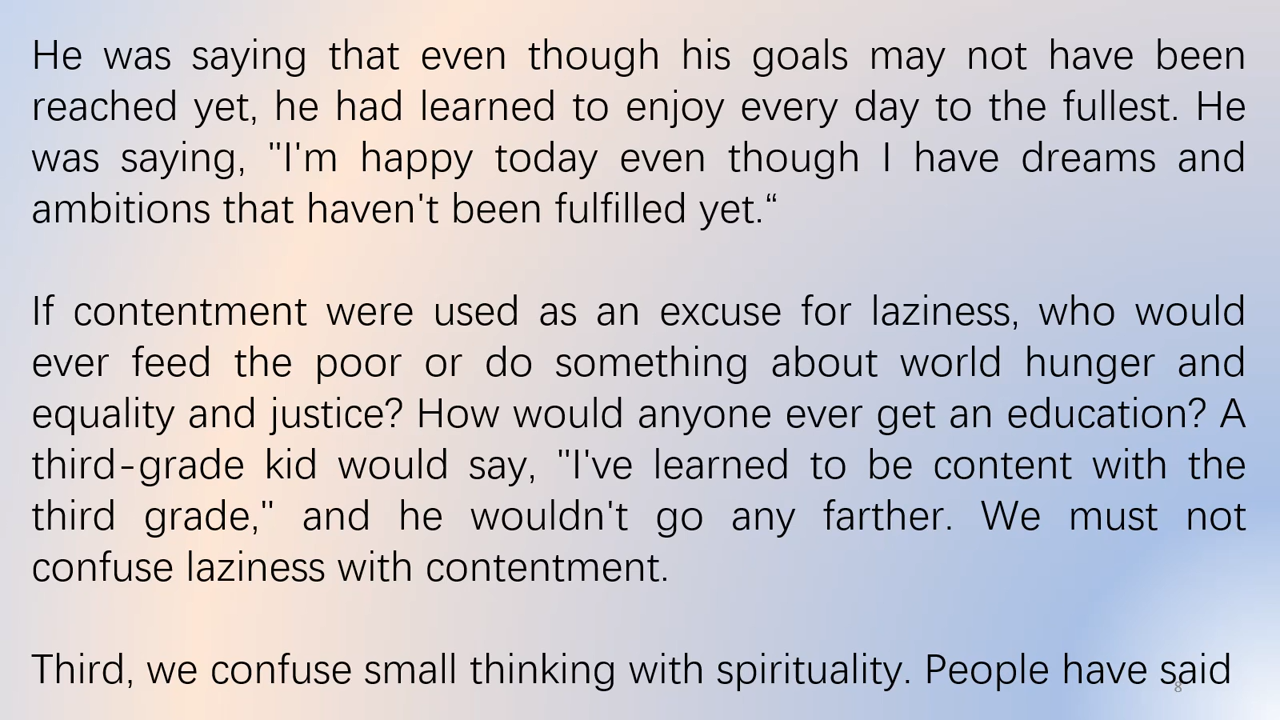 He was saying that even though his goals may not have been
reached yet, he had learned to enjoy every day to the fullest. He
was saying, "I'm happy today even though I have dreams and
ambitions that haven't been fulfilled yet.“
If contentment were used as an excuse for laziness, who would
ever feed the poor or do something about world hunger and
equality and justice? How would anyone ever get an education? A
third-grade kid would say, "I've learned to be content with the
third grade," and he wouldn't go any farther. We must not
confuse laziness with contentment.
Third, we confuse small thinking with spirituality. People have said
8